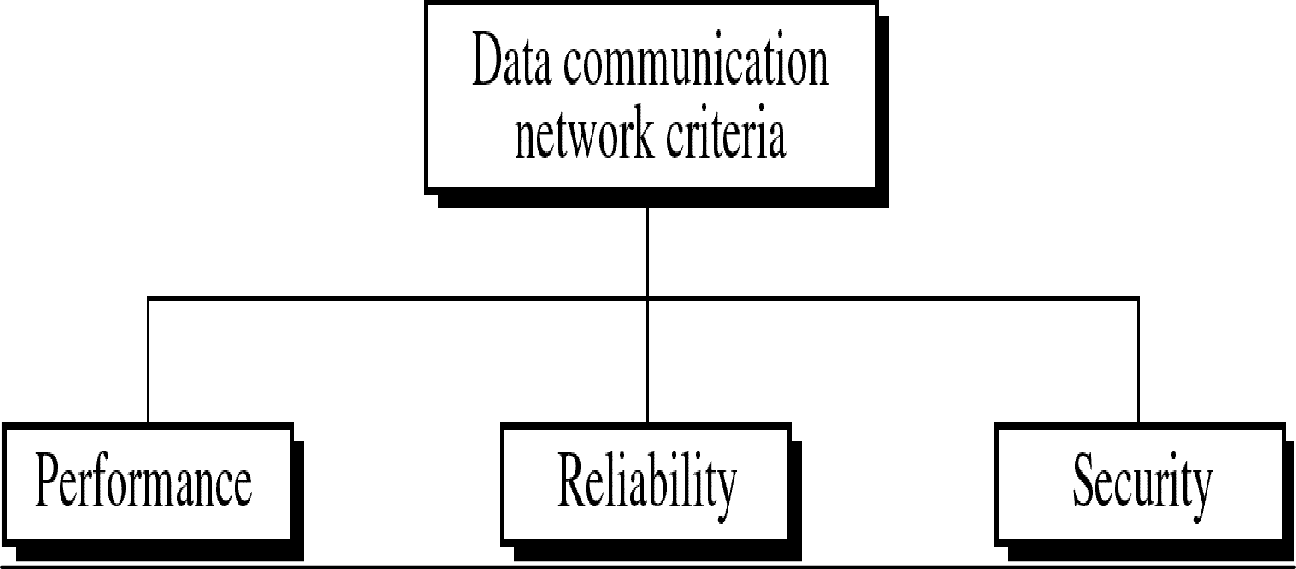 Data communication
network criteria
Performance
Reliability
Security